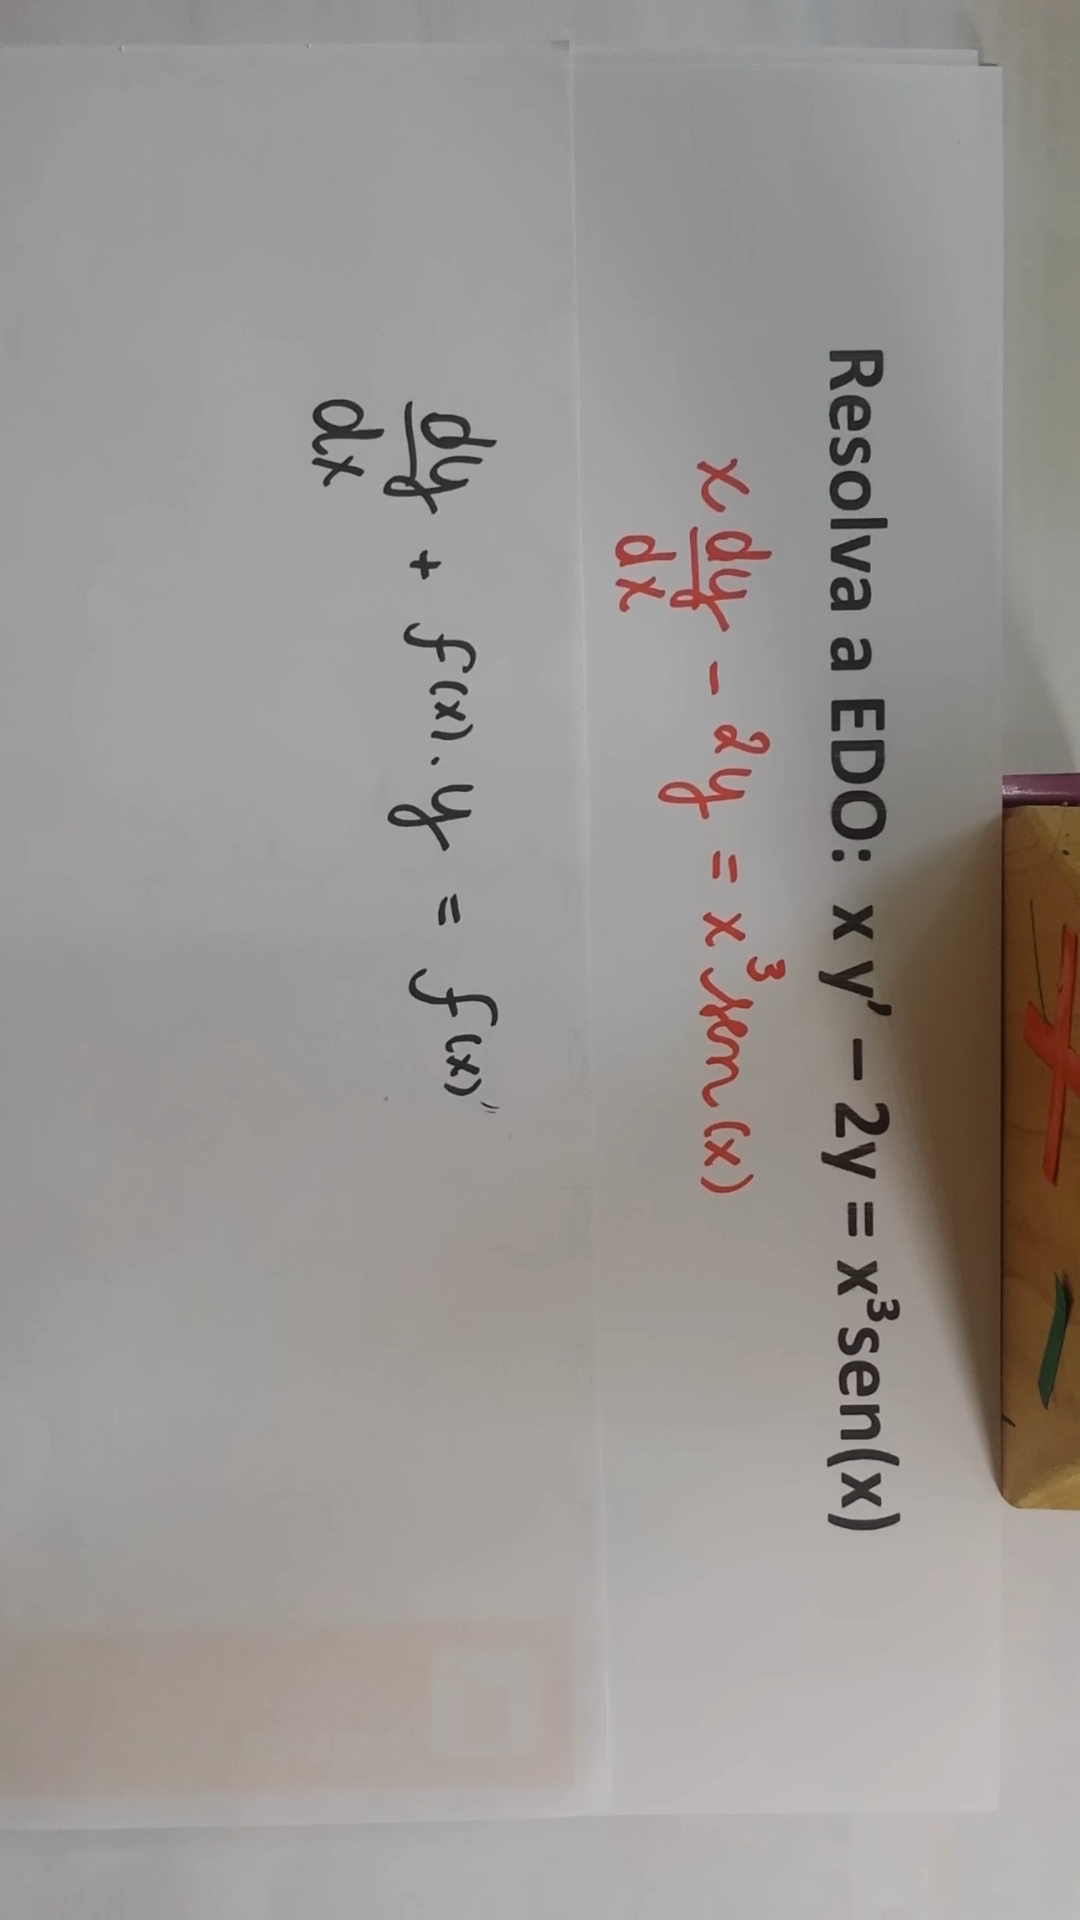 Resolva a EDO: x y' – 2y = x³sen(x)
x dy/dx - 2y = x³ sen(x)
dy/dx + f(x).y = f(x)"